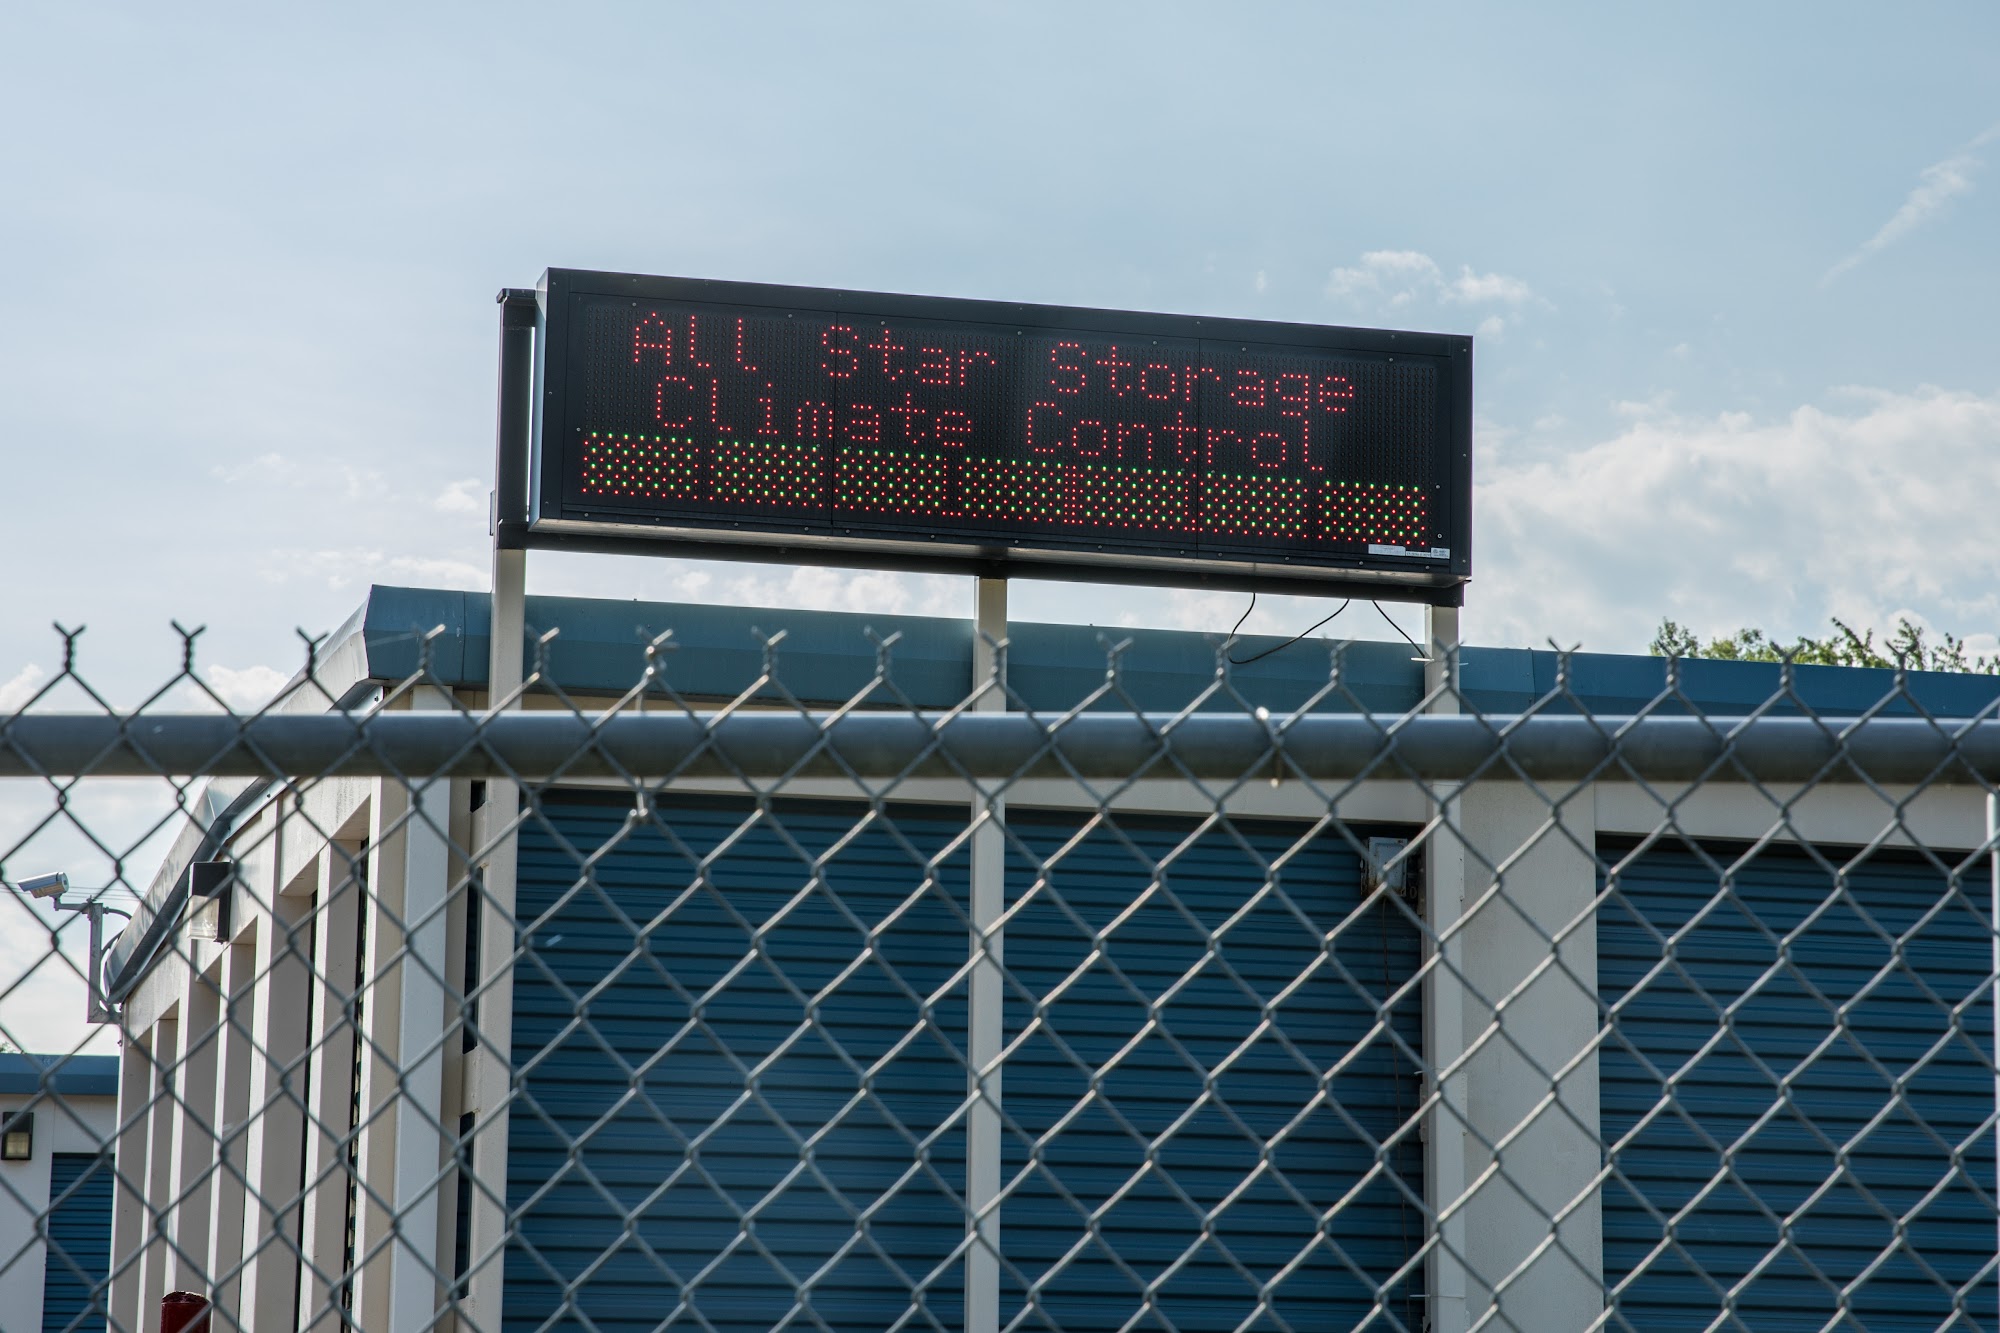 All Star Storage
Climate Control